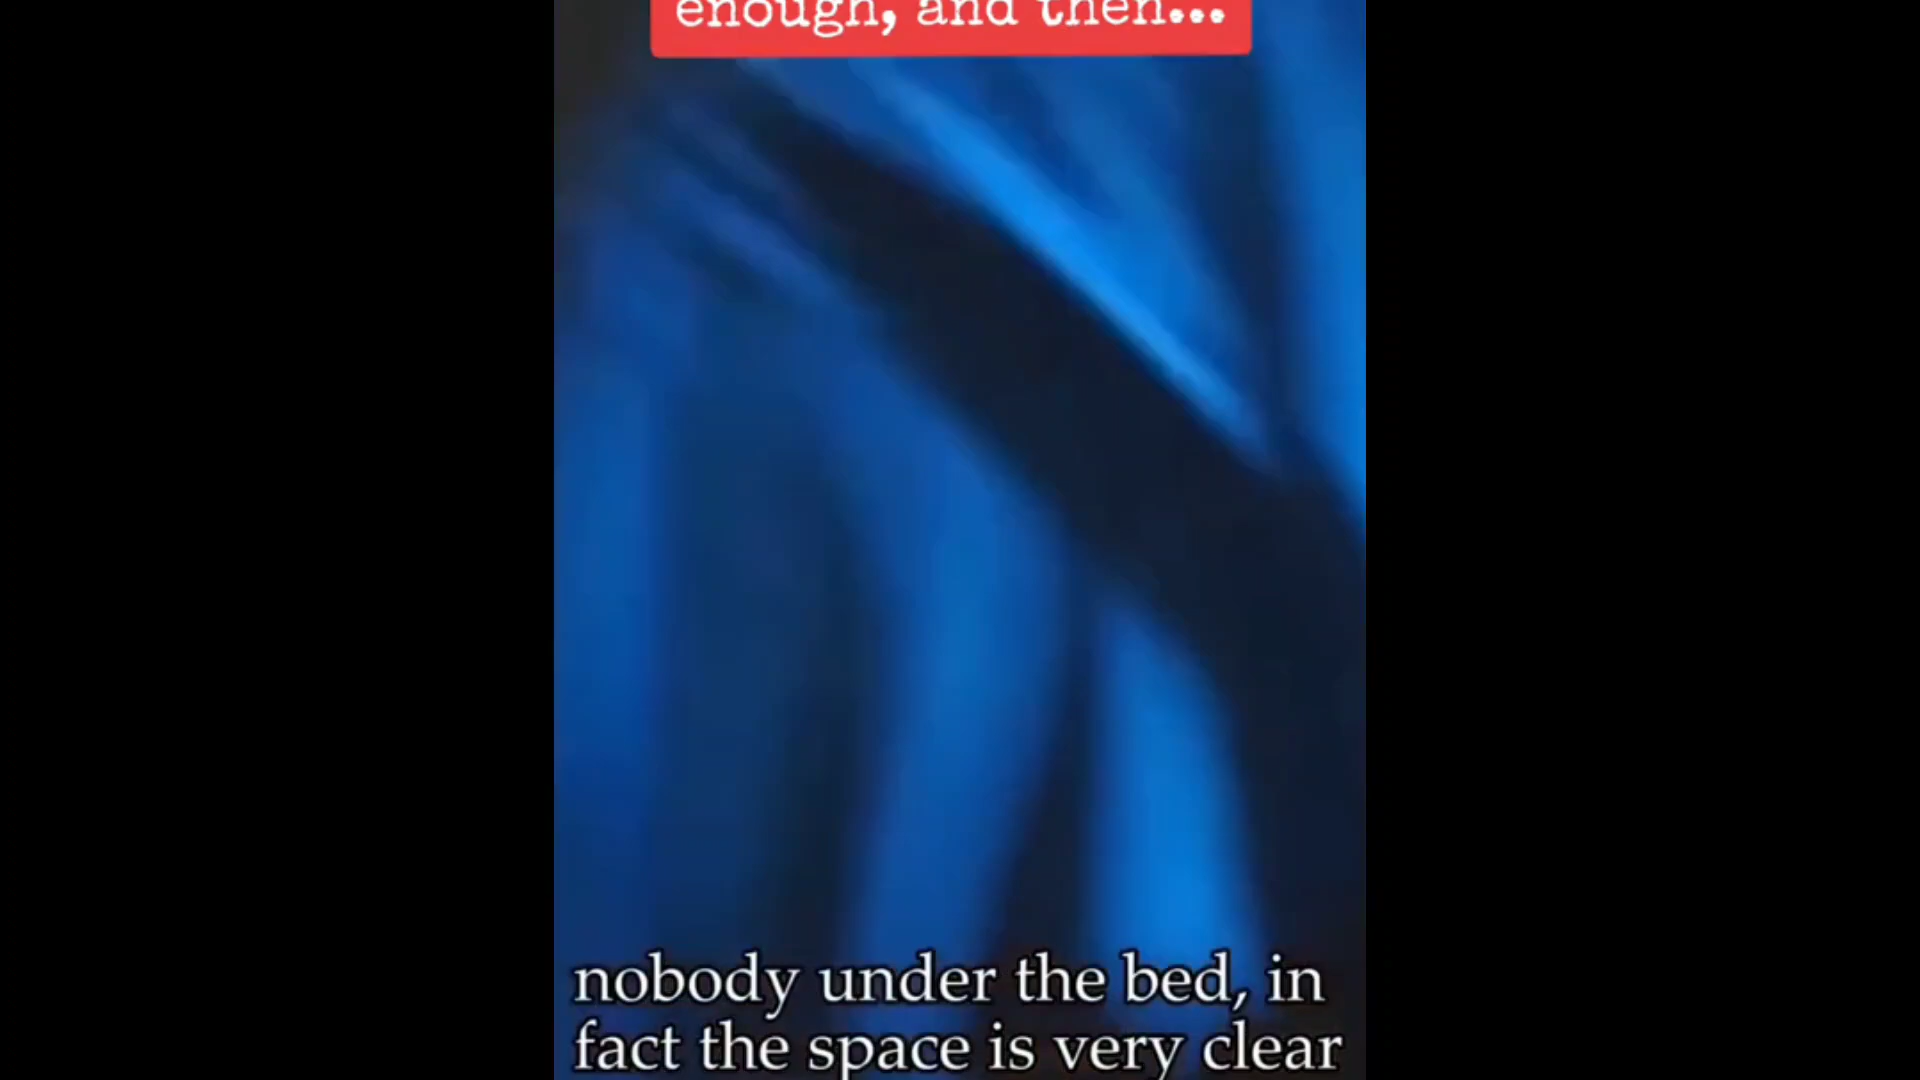 enough, and then...
nobody under the bed, in
fact the space is very clear